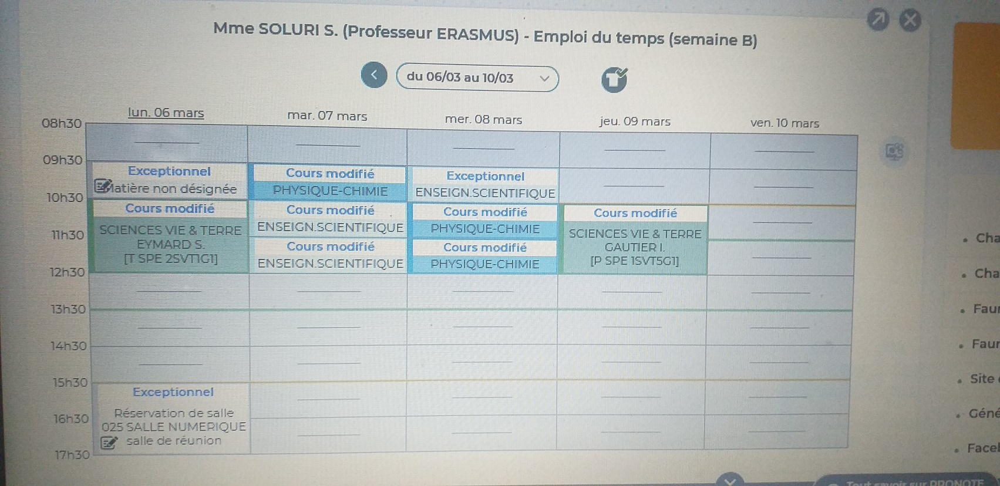 Mme SOLURI S. (Professeur ERASMUS) - Emploi du temps (semaine B)
du 06/03 au 10/03
lun. 06 mars
mar. 07 mars
mer. 08 mars
jeu. 09 mars
ven. 10 mars
08h30
09h30
10h30
11h30
12h30
13h30
14h30
15h30
16h30
17h30
Exceptionnel
Matière non désignée
Cours modifié
SCIENCES VIE & TERRE
EYMARD S.
[T SPE 2SVT1G1]
Exceptionnel
Réservation de salle
025 SALLE NUMERIQUE
salle de réunion
Cours modifié
PHYSIQUE-CHIMIE
Cours modifié
ENSEIGN.SCIENTIFIQUE
Cours modifié
ENSEIGN.SCIENTIFIQUE
Exceptionnel
ENSEIGN.SCIENTIFIQUE
Cours modifié
PHYSIQUE-CHIMIE
Cours modifié
PHYSIQUE-CHIMIE
Cours modifié
SCIENCES VIE & TERRE
GAUTIER I.
[P SPE 1SVT5G1]
• Cha
• Cha
• Faur
• Faur
• Site
• Géné
• Face
Tout savoir sur PRONOTE